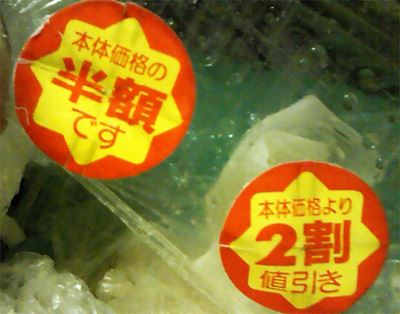 本体価格の
半額
です
本体価格より
2割
値引き